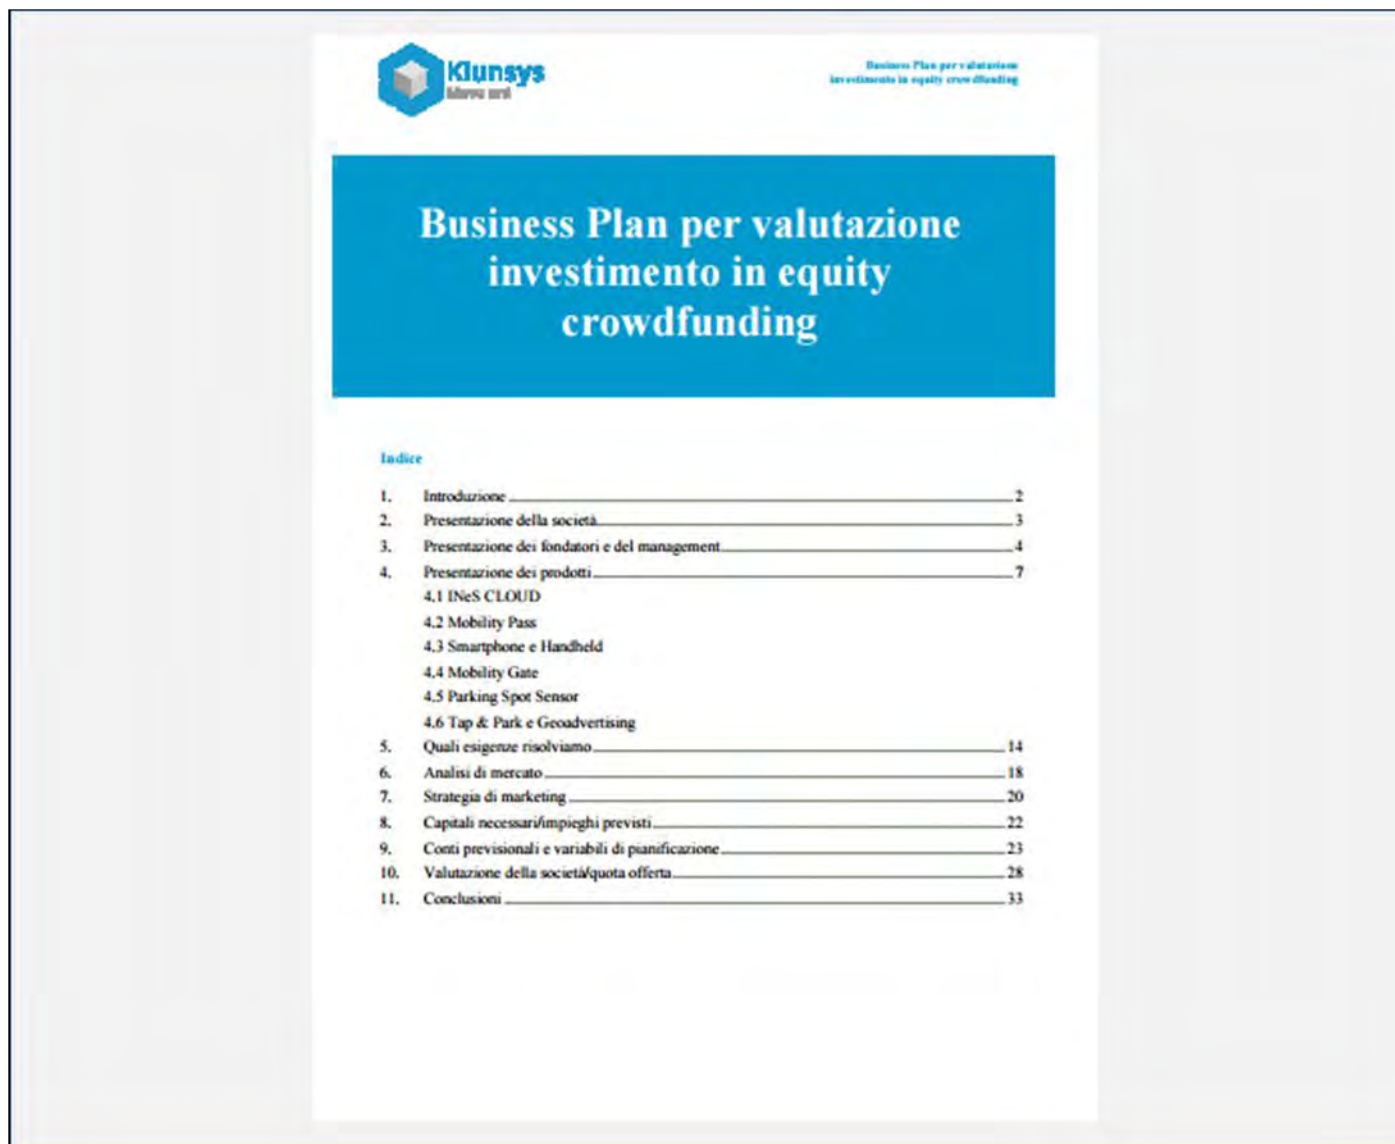 Klunsys
Business Plan per valutazione
investimento in equity crowdfunding
Business Plan per valutazione
investimento in equity
crowdfunding
Indice
1. Introduzione 2
2. Presentazione della società 3
3. Presentazione dei fondatori e del management 4
4. Presentazione dei prodotti 7
4.1 INeS CLOUD
4.2 Mobility Pass
4.3 Smartphone e Handheld
4.4 Mobility Gate
4.5 Parking Spot Sensor
4.6 Tap & Park e Geoadvertising
5. Quali esigenze risolviamo 14
6. Analisi di mercato 18
7. Strategia di marketing 20
8. Capitali necessari/impieghi previsti 22
9. Conti previsionali e variabili di pianificazione 23
10. Valutazione della società/quota offerta 28
11. Conclusioni 33